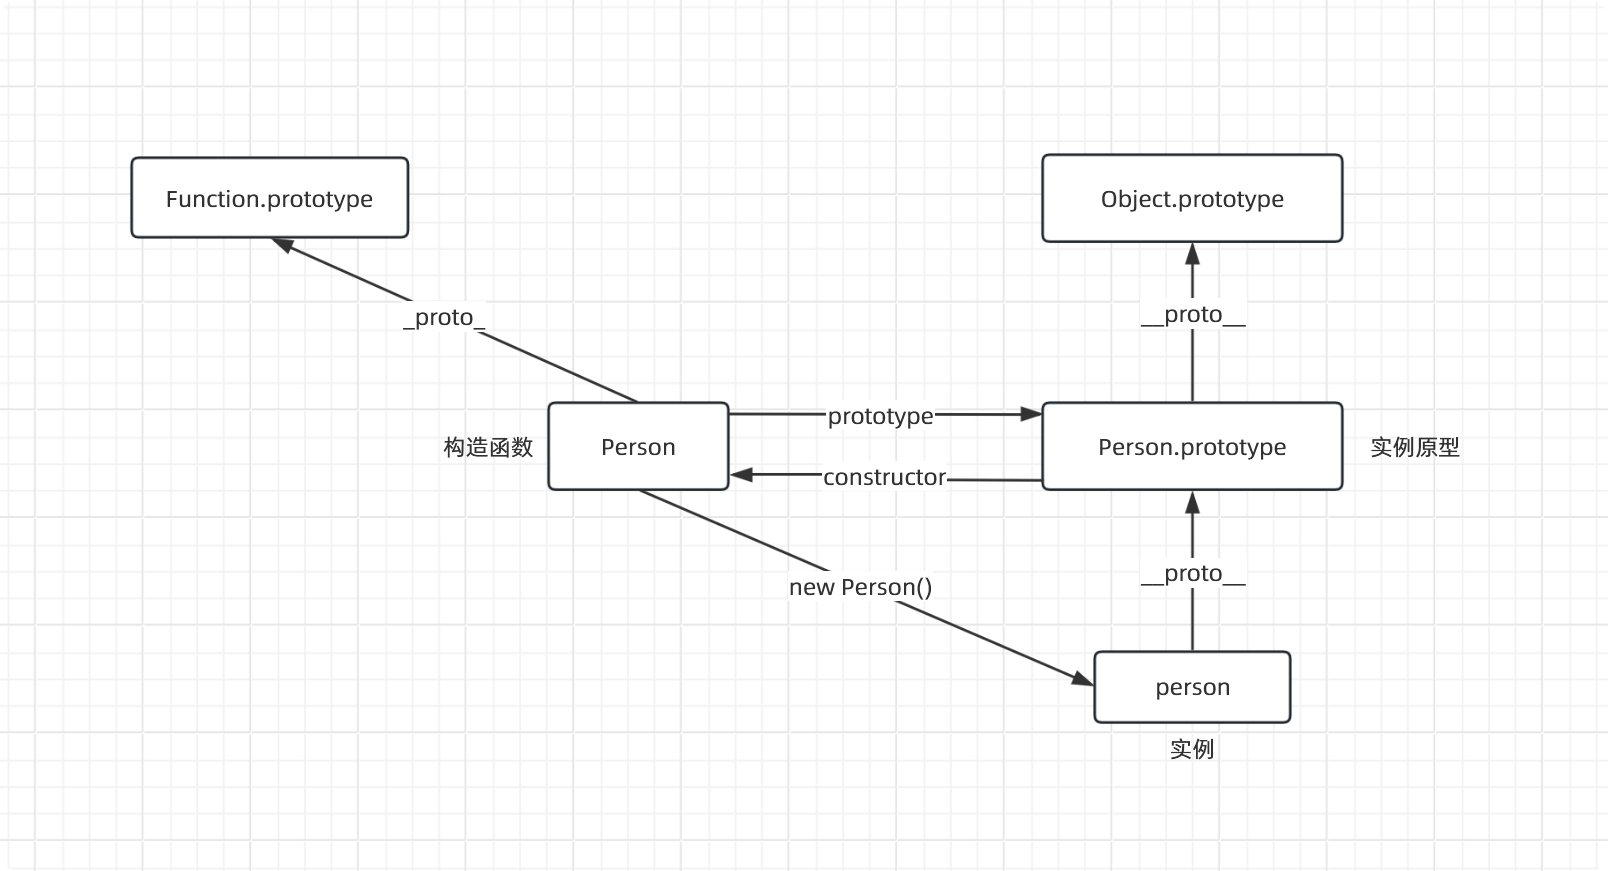 Function.prototype
Object.prototype
_proto_
__proto__
prototype
构造函数
Person
Person.prototype
实例原型
constructor
new Person()
__proto__
person
实例